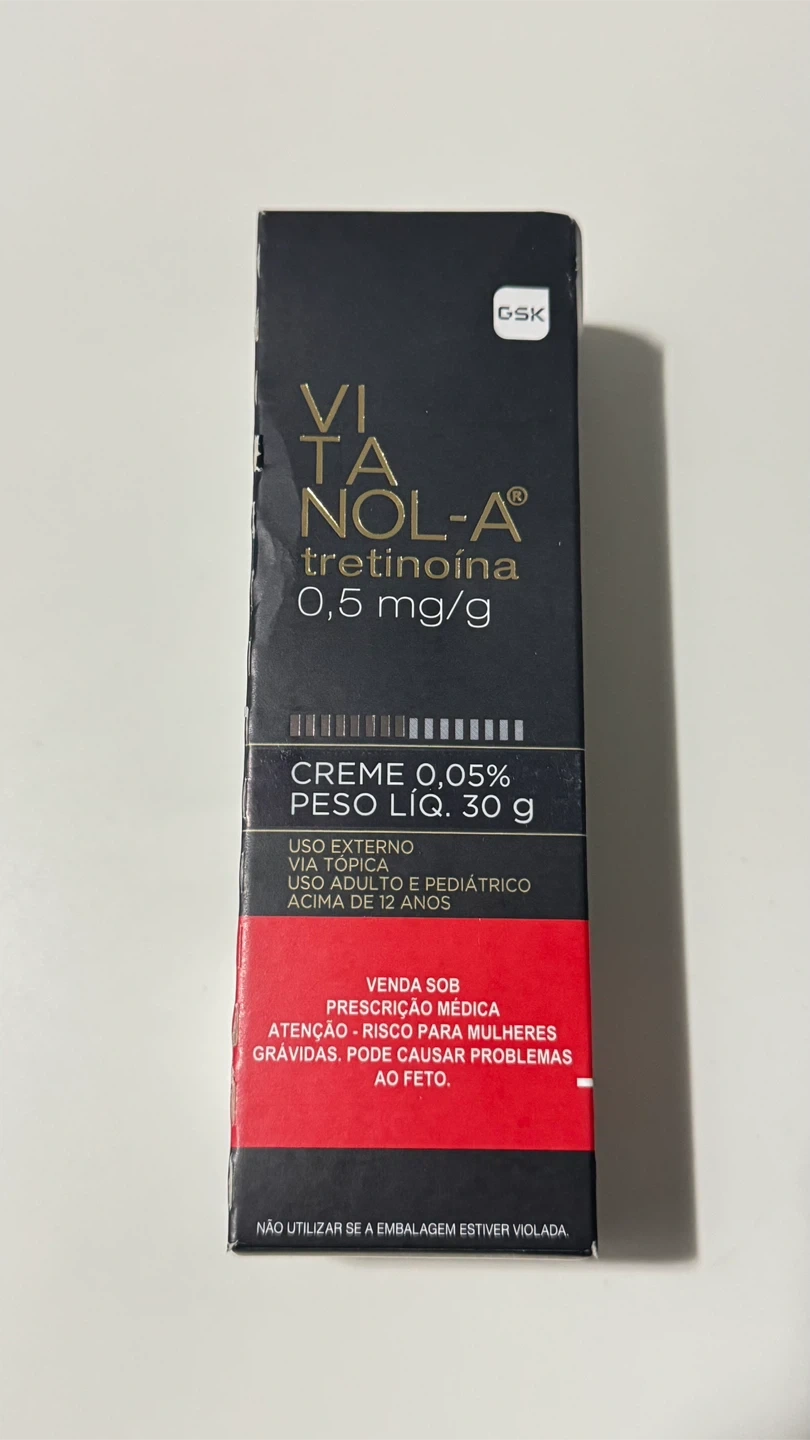 GSK
VI
TA
NOL-A®
tretinoína
0,5 mg/g
CREME 0,05%
PESO LÍQ. 30 g
USO EXTERNO
VIA TÓPICA
USO ADULTO E PEDIÁTRICO
ACIMA DE 12 ANOS
VENDA SOB
PRESCRIÇÃO MÉDICA
ATENÇÃO - RISCO PARA MULHERES
GRÁVIDAS. PODE CAUSAR PROBLEMAS
AO FETO.
NÃO UTILIZAR SE A EMBALAGEM ESTIVER VIOLADA.